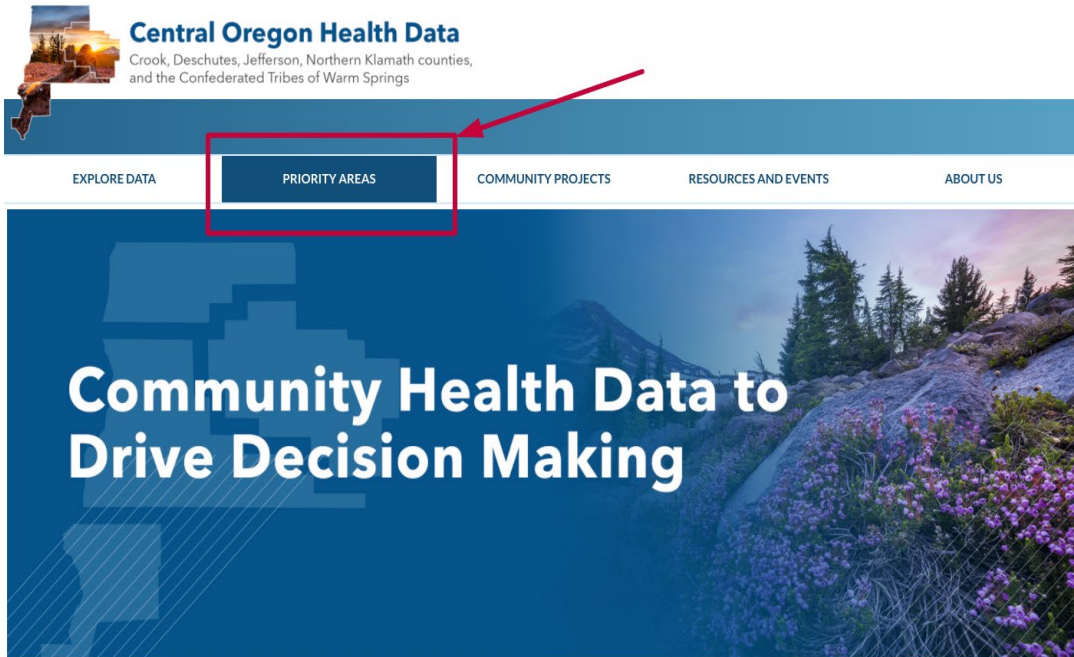 Central Oregon Health Data
Crook, Deschutes, Jefferson, Northern Klamath counties,
and the Confederated Tribes of Warm Springs
EXPLORE DATA
PRIORITY AREAS
COMMUNITY PROJECTS
RESOURCES AND EVENTS
ABOUT US
Community Health Data to
Drive Decision Making